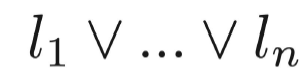 l₁ ∨ ... ∨ lₙ